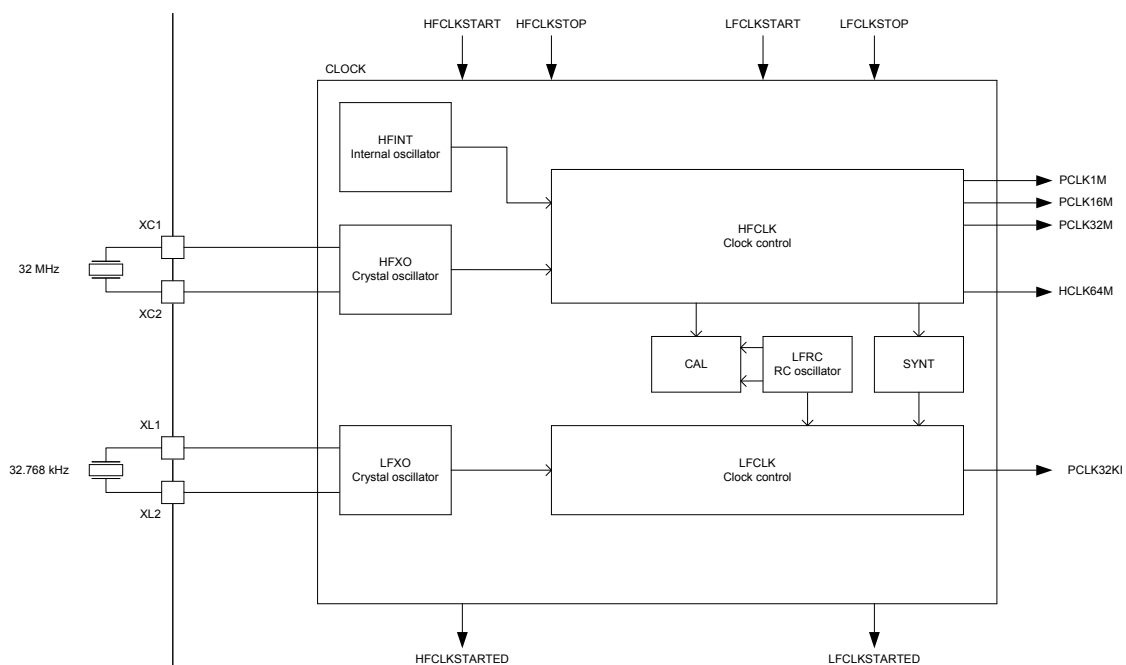 HFCLKSTART
HFCLKSTOP
LFCLKSTART
LFCLKSTOP
CLOCK
HFINT
Internal oscillator
PCLK1M
PCLK16M
PCLK32M
HFCLK
Clock control
XC1
32 MHz
XC2
HFXO
Crystal oscillator
HCLK64M
CAL
LFRC
RC oscillator
SYNT
XL1
32.768 kHz
XL2
LFXO
Crystal oscillator
LFCLK
Clock control
PCLK32KI
HFCLKSTARTED
LFCLKSTARTED